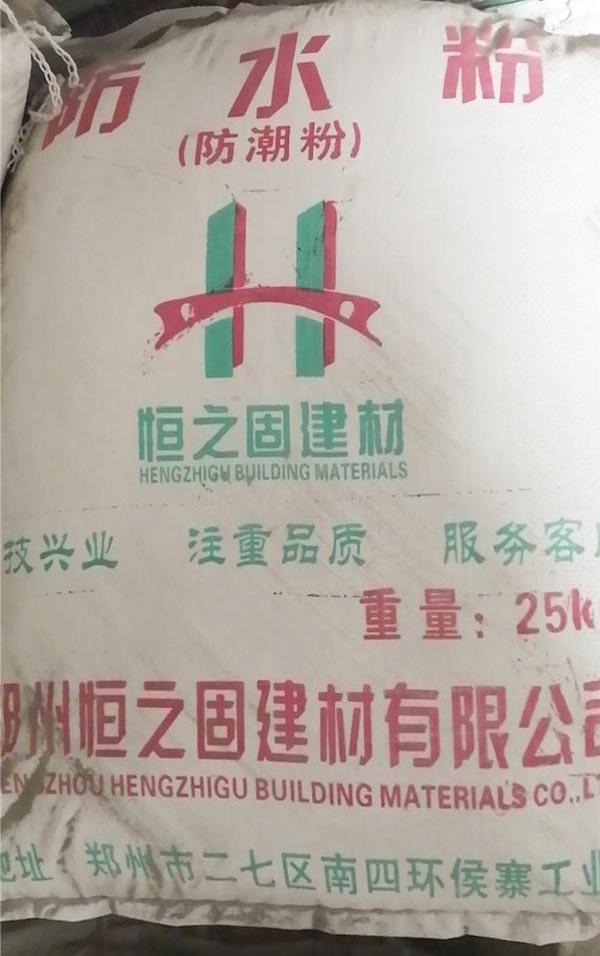 防水粉
(防潮粉)
恒之固建材
HENGZHIGU BUILDING MATERIALS
技兴业 注重品质 服务客
重量：25k
郑州恒之固建材有限公司
ENGZHOU HENGZHIGU BUILDING MATERIALS CO.,L
地址 郑州市二七区南四环侯寨工业